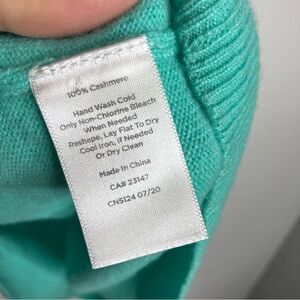 100% Cashmere
Hand Wash Cold
Only Non-Chlorine Bleach
When Needed
Reshape, Lay Flat To Dry
Cool Iron, if Needed
Or Dry Clean
Made in China
CA# 23147
CN5124 07/20